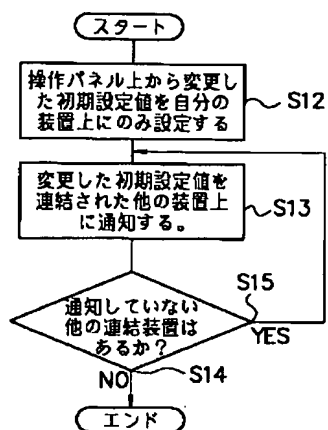 スタート
操作パネル上から変更し
た初期設定値を自分の
装置上にのみ設定する
S12
変更した初期設定値を
連結された他の装置上
に通知する。
S13
通知していない
他の連結装置は
あるか?
S15
YES
NO
S14
エンド